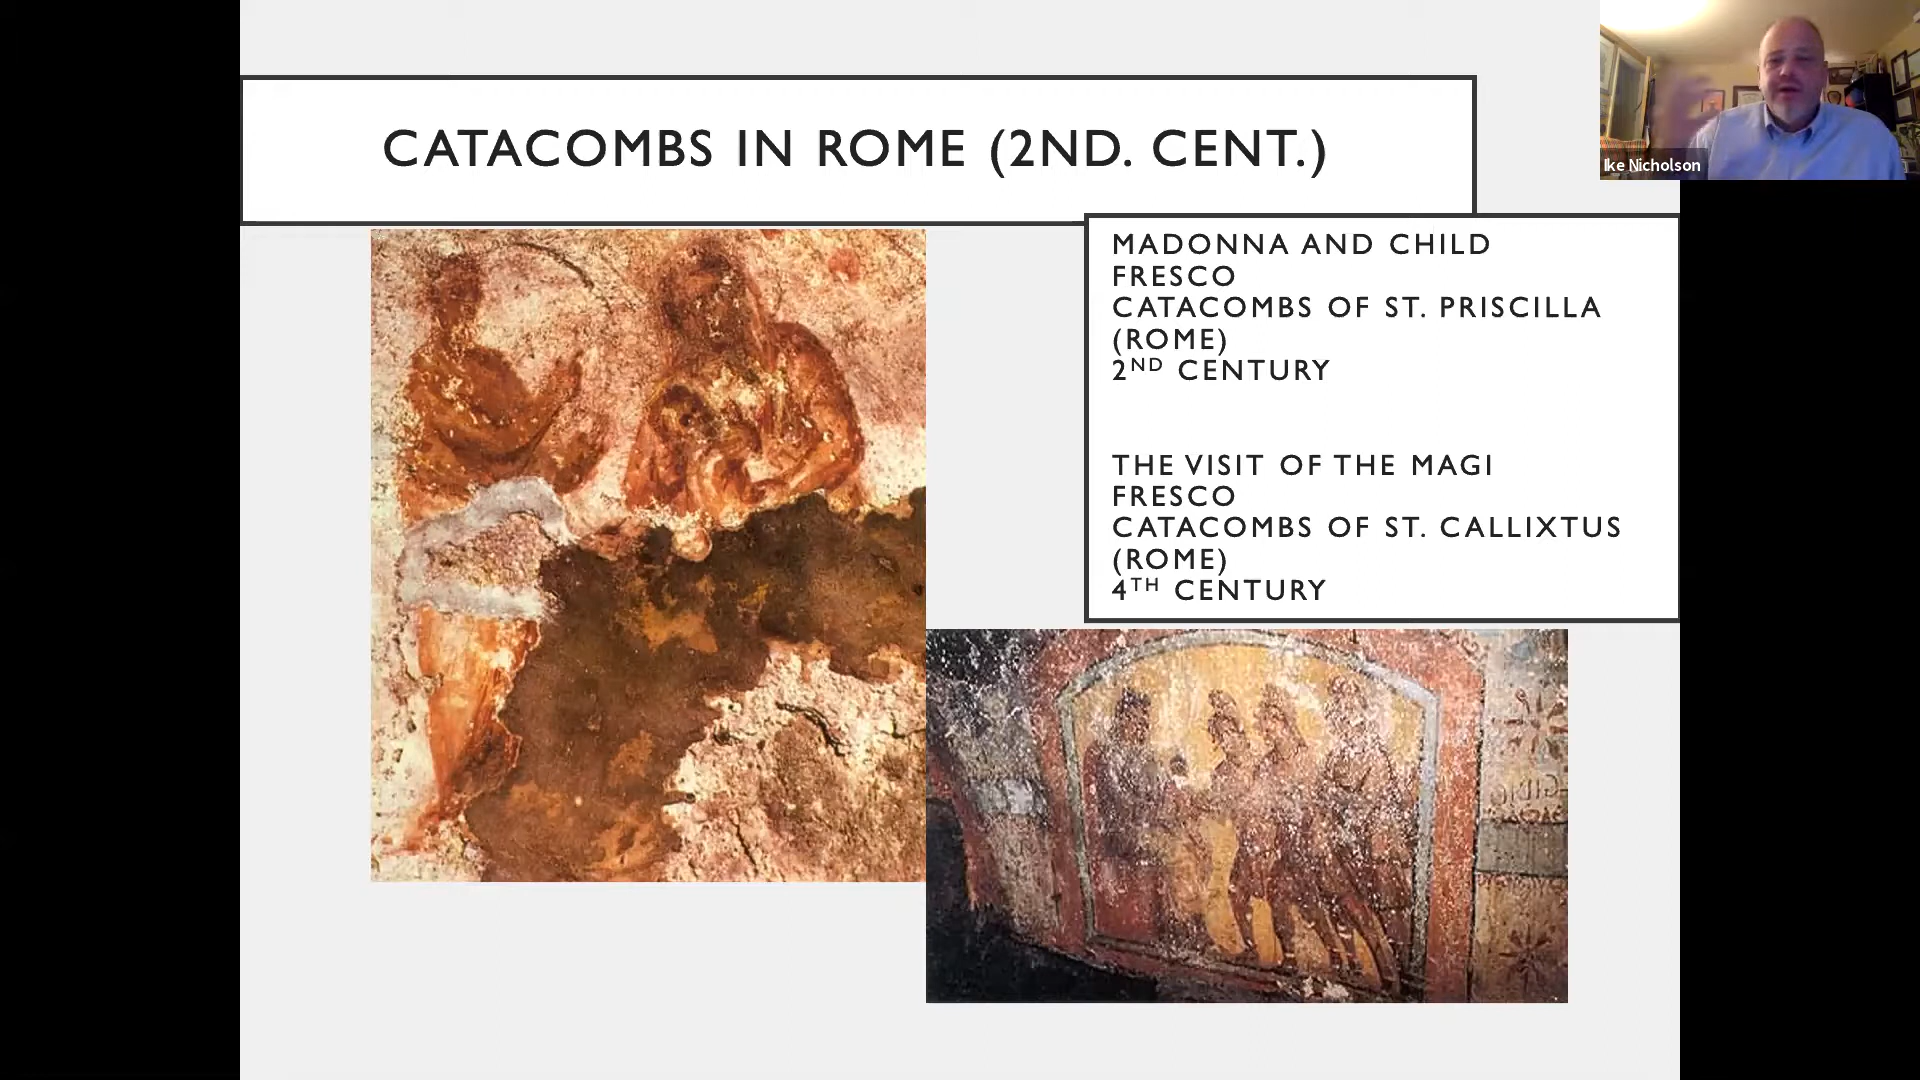 CATACOMBS IN ROME (2ND. CENT.)
Ike Nicholson
MADONNA AND CHILD
FRESCO
CATACOMBS OF ST. PRISCILLA
(ROME)
2ND CENTURY
THE VISIT OF THE MAGI
FRESCO
CATACOMBS OF ST. CALLIXTUS
(ROME)
4TH CENTURY